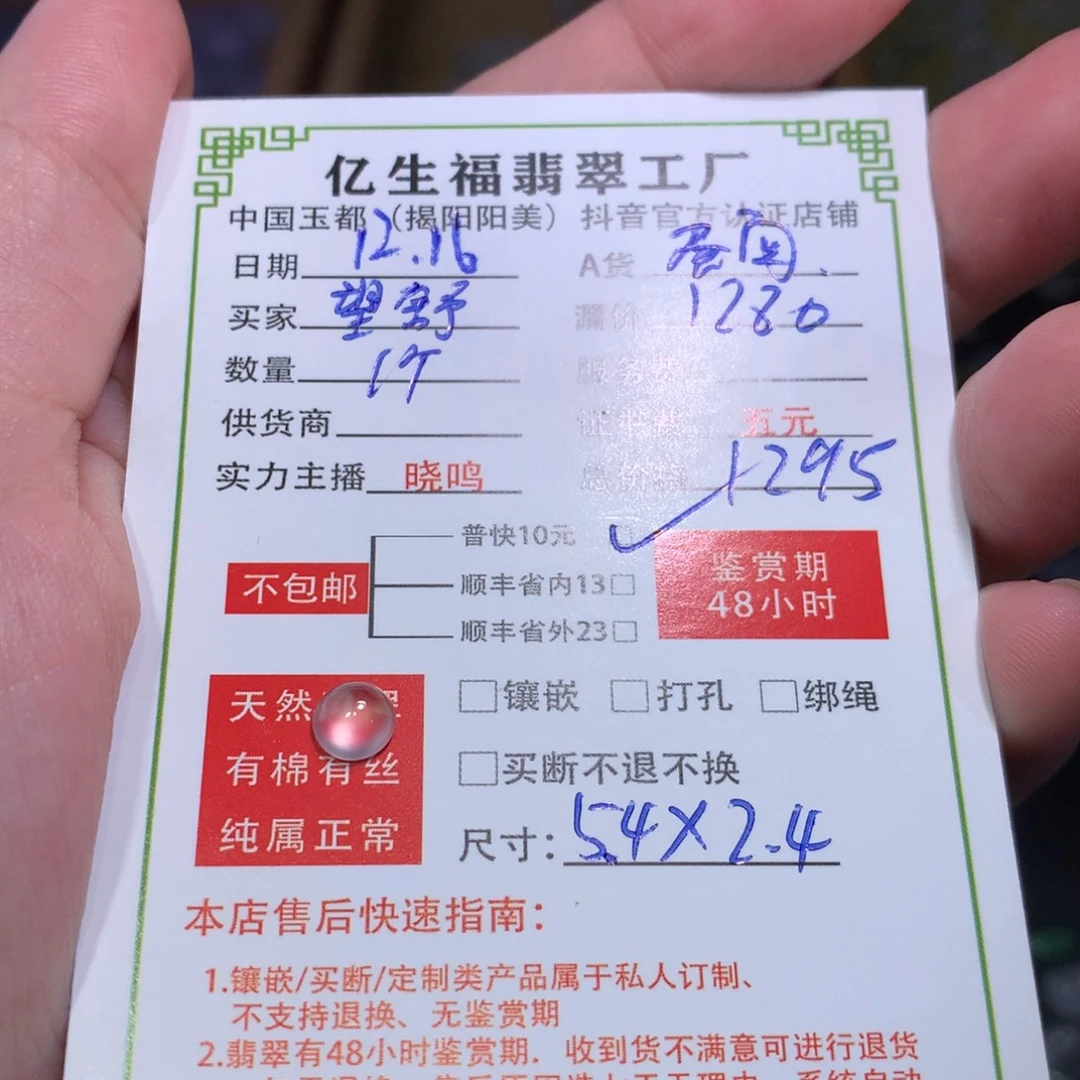 亿生福翡翠工厂
中国玉都（揭阳阳美）抖音官方认证店铺
日期 12.16 A货
买家 望舒 漏价 1280
数量 1个 服务费
供货商 证书费 五元
实力主播 晓鸣 总价格 1295
普快10元
不包邮 顺丰省内13
顺丰省外23
鉴赏期
48小时
天然
有棉有丝
纯属正常
镶嵌 打孔 绑绳
买断不退不换
尺寸: 5.4X2.4
本店售后快速指南:
1.镶嵌/买断/定制类产品属于私人订制、
不支持退换、无鉴赏期
2.翡翠有48小时鉴赏期．收到货不满意可进行退货